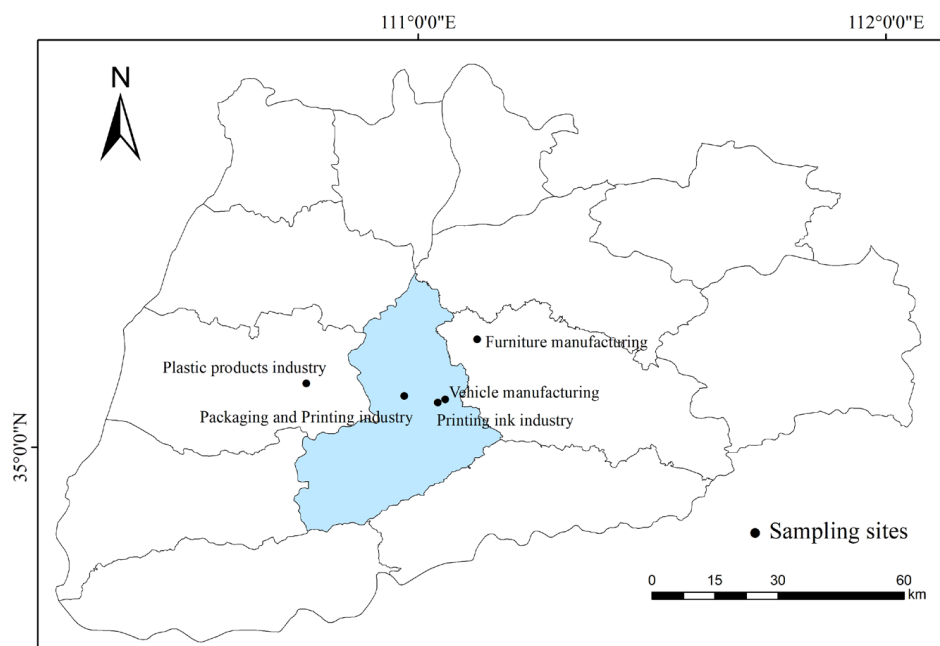 111°0'0"E
112°0'0"E
N
Furniture manufacturing
Plastic products industry
Vehicle manufacturing
Packaging and Printing industry
Printing ink industry
35°0'0"N
Sampling sites
0 15 30 60
km